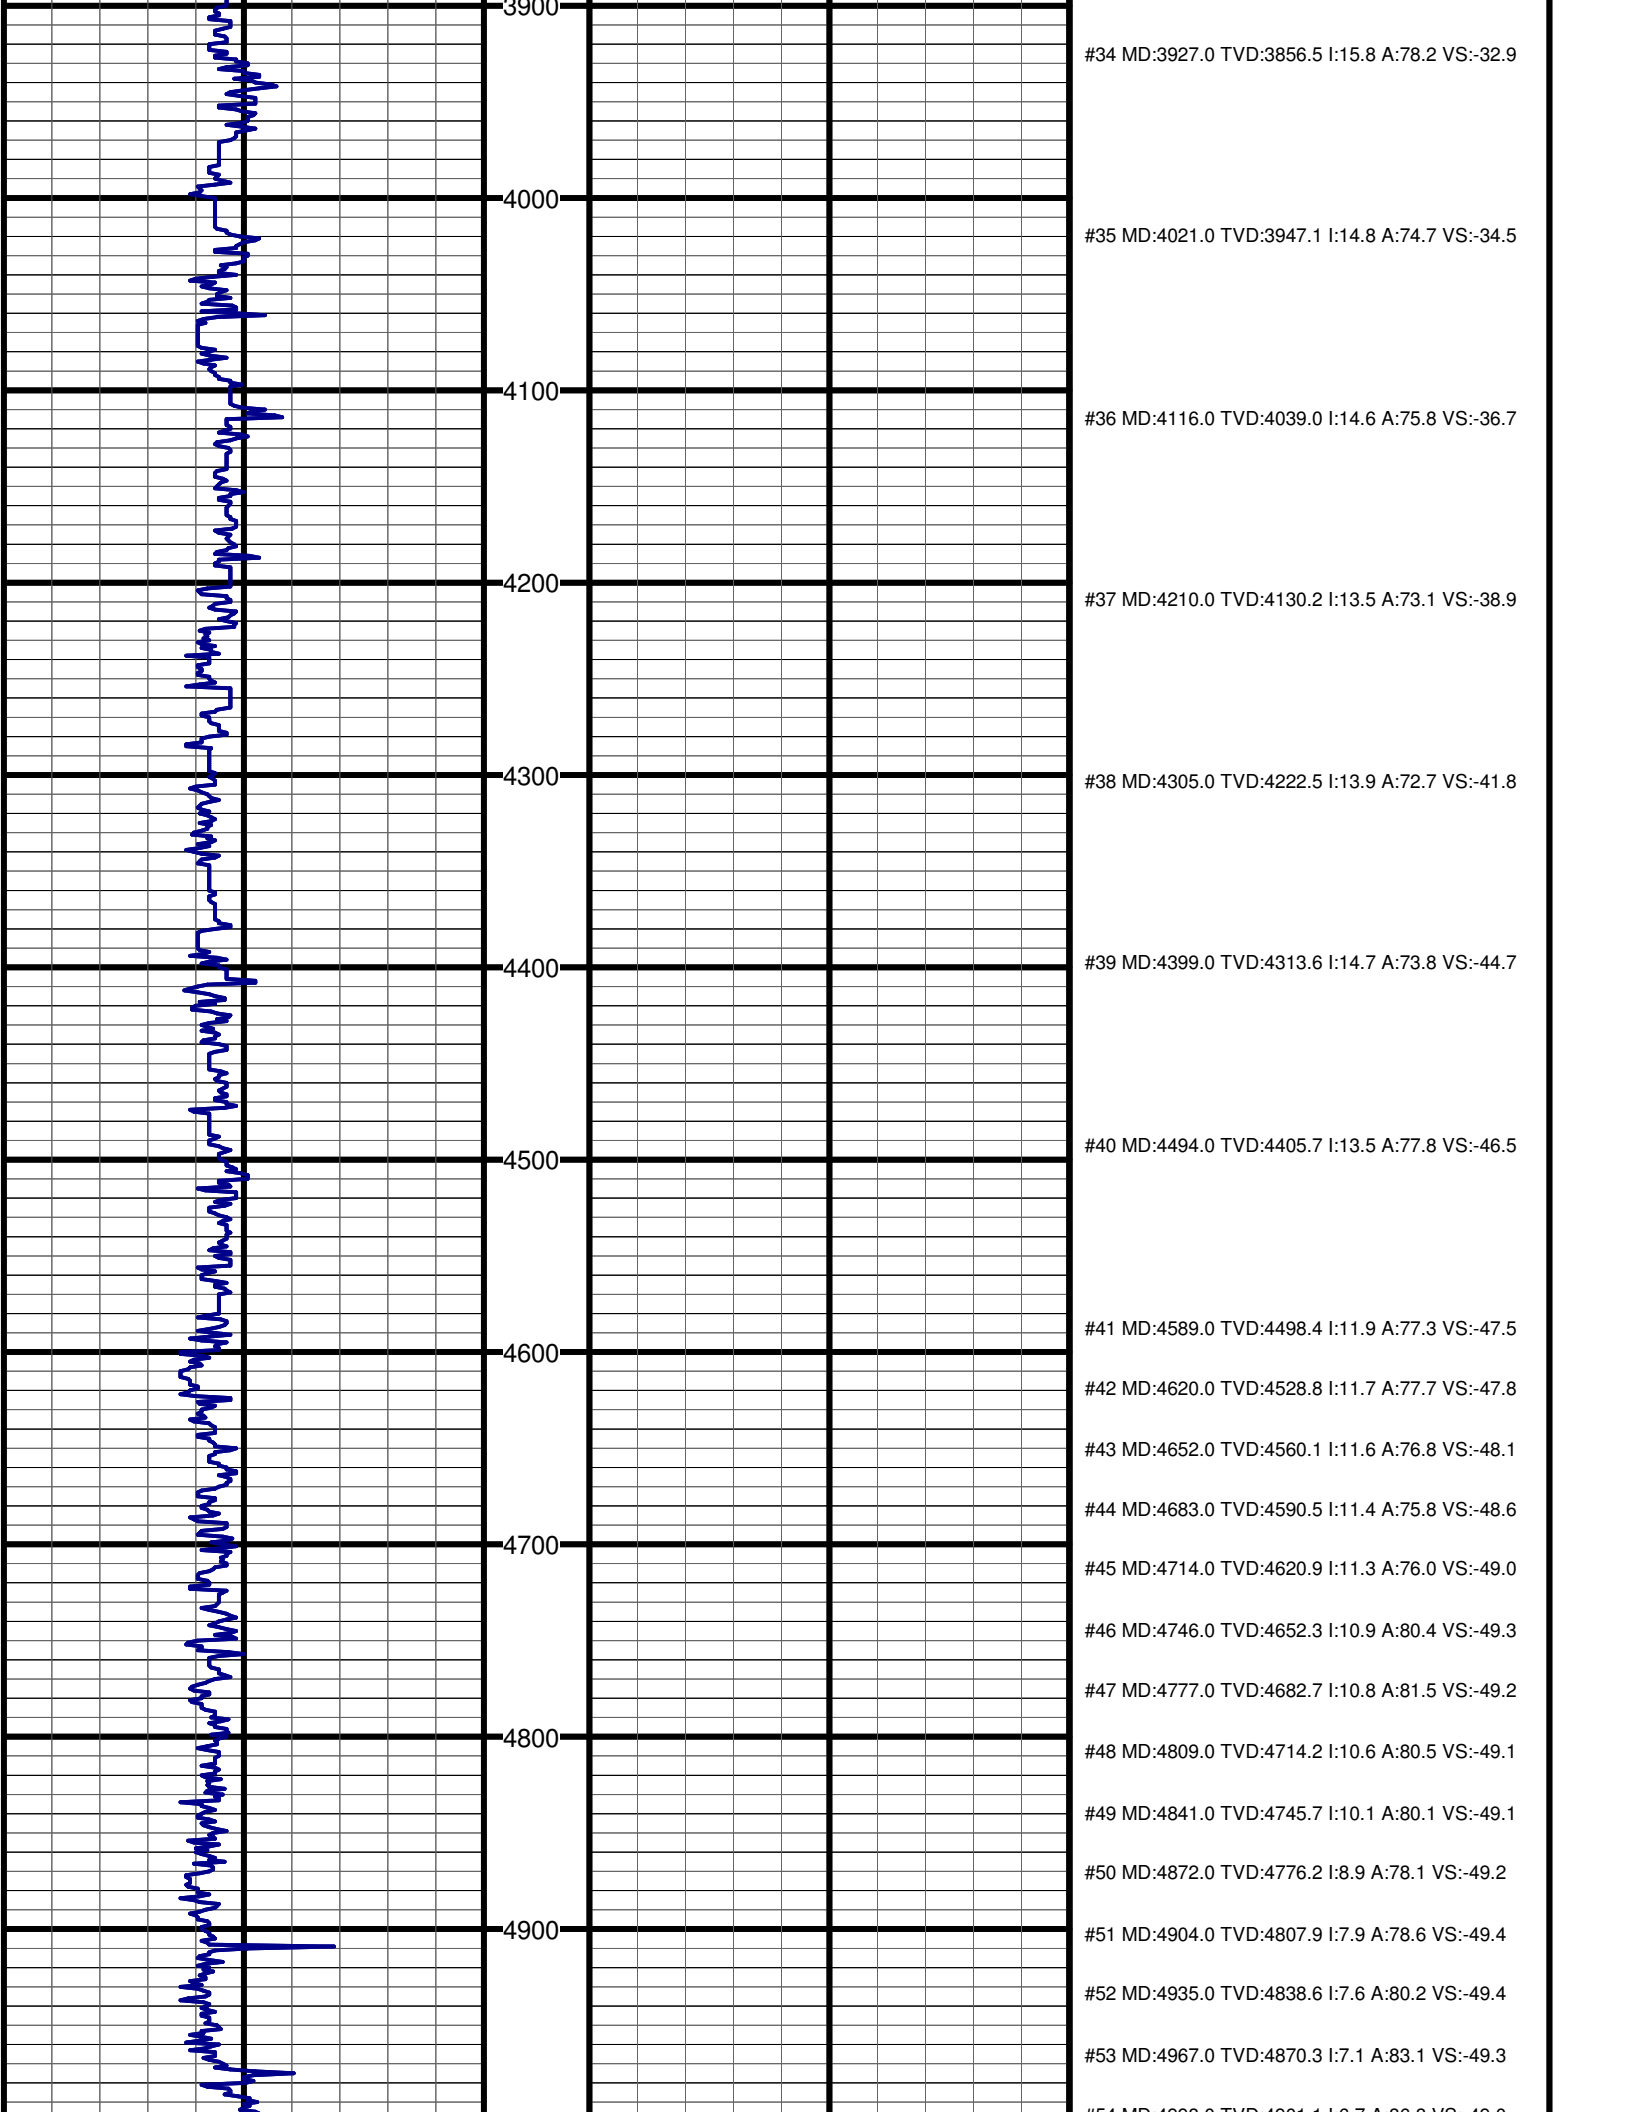 3900
#34 MD:3927.0 TVD:3856.5 I:15.8 A:78.2 VS:-32.9
4000
#35 MD:4021.0 TVD:3947.1 I:14.8 A:74.7 VS:-34.5
4100
#36 MD:4116.0 TVD:4039.0 I:14.6 A:75.8 VS:-36.7
4200
#37 MD:4210.0 TVD:4130.2 I:13.5 A:73.1 VS:-38.9
4300
#38 MD:4305.0 TVD:4222.5 I:13.9 A:72.7 VS:-41.8
4400
#39 MD:4399.0 TVD:4313.6 I:14.7 A:73.8 VS:-44.7
#40 MD:4494.0 TVD:4405.7 I:13.5 A:77.8 VS:-46.5
4500
#41 MD:4589.0 TVD:4498.4 I:11.9 A:77.3 VS:-47.5
4600
#42 MD:4620.0 TVD:4528.8 I:11.7 A:77.7 VS:-47.8
#43 MD:4652.0 TVD:4560.1 I:11.6 A:76.8 VS:-48.1
#44 MD:4683.0 TVD:4590.5 I:11.4 A:75.8 VS:-48.6
4700
#45 MD:4714.0 TVD:4620.9 I:11.3 A:76.0 VS:-49.0
#46 MD:4746.0 TVD:4652.3 I:10.9 A:80.4 VS:-49.3
#47 MD:4777.0 TVD:4682.7 I:10.8 A:81.5 VS:-49.2
4800
#48 MD:4809.0 TVD:4714.2 I:10.6 A:80.5 VS:-49.1
#49 MD:4841.0 TVD:4745.7 I:10.1 A:80.1 VS:-49.1
#50 MD:4872.0 TVD:4776.2 I:8.9 A:78.1 VS:-49.2
4900
#51 MD:4904.0 TVD:4807.9 I:7.9 A:78.6 VS:-49.4
#52 MD:4935.0 TVD:4838.6 I:7.6 A:80.2 VS:-49.4
#53 MD:4967.0 TVD:4870.3 I:7.1 A:83.1 VS:-49.3